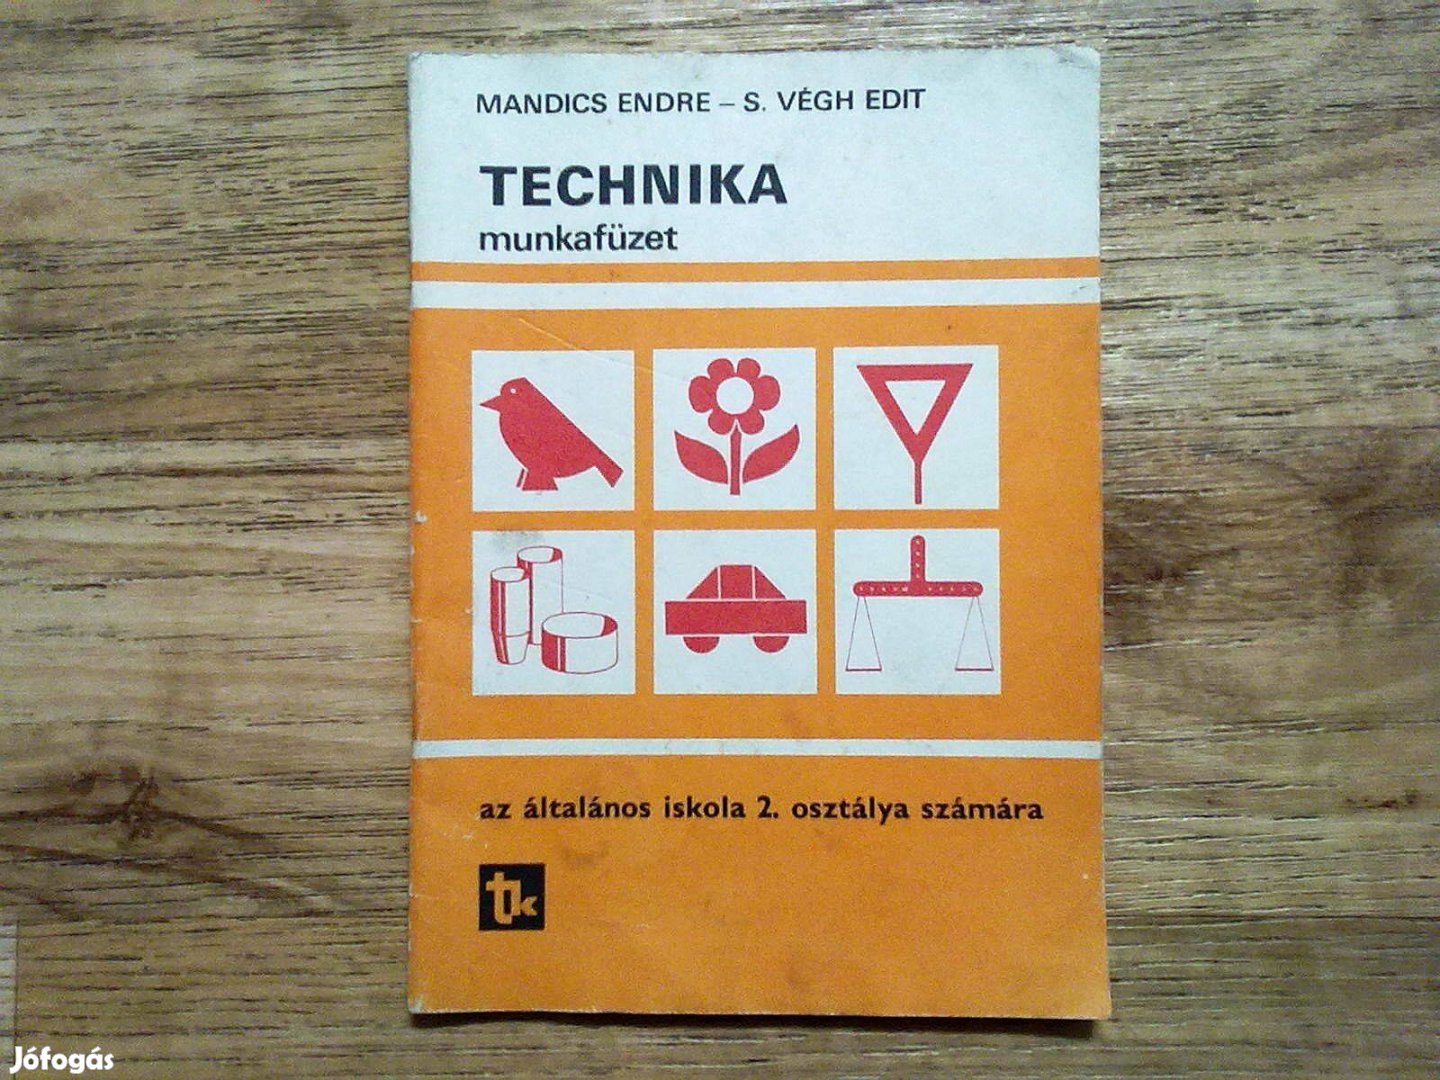 MANDICS ENDRE – S. VÉGH EDIT
TECHNIKA
munkafüzet
az általános iskola 2. osztálya számára
tk
Jófogás